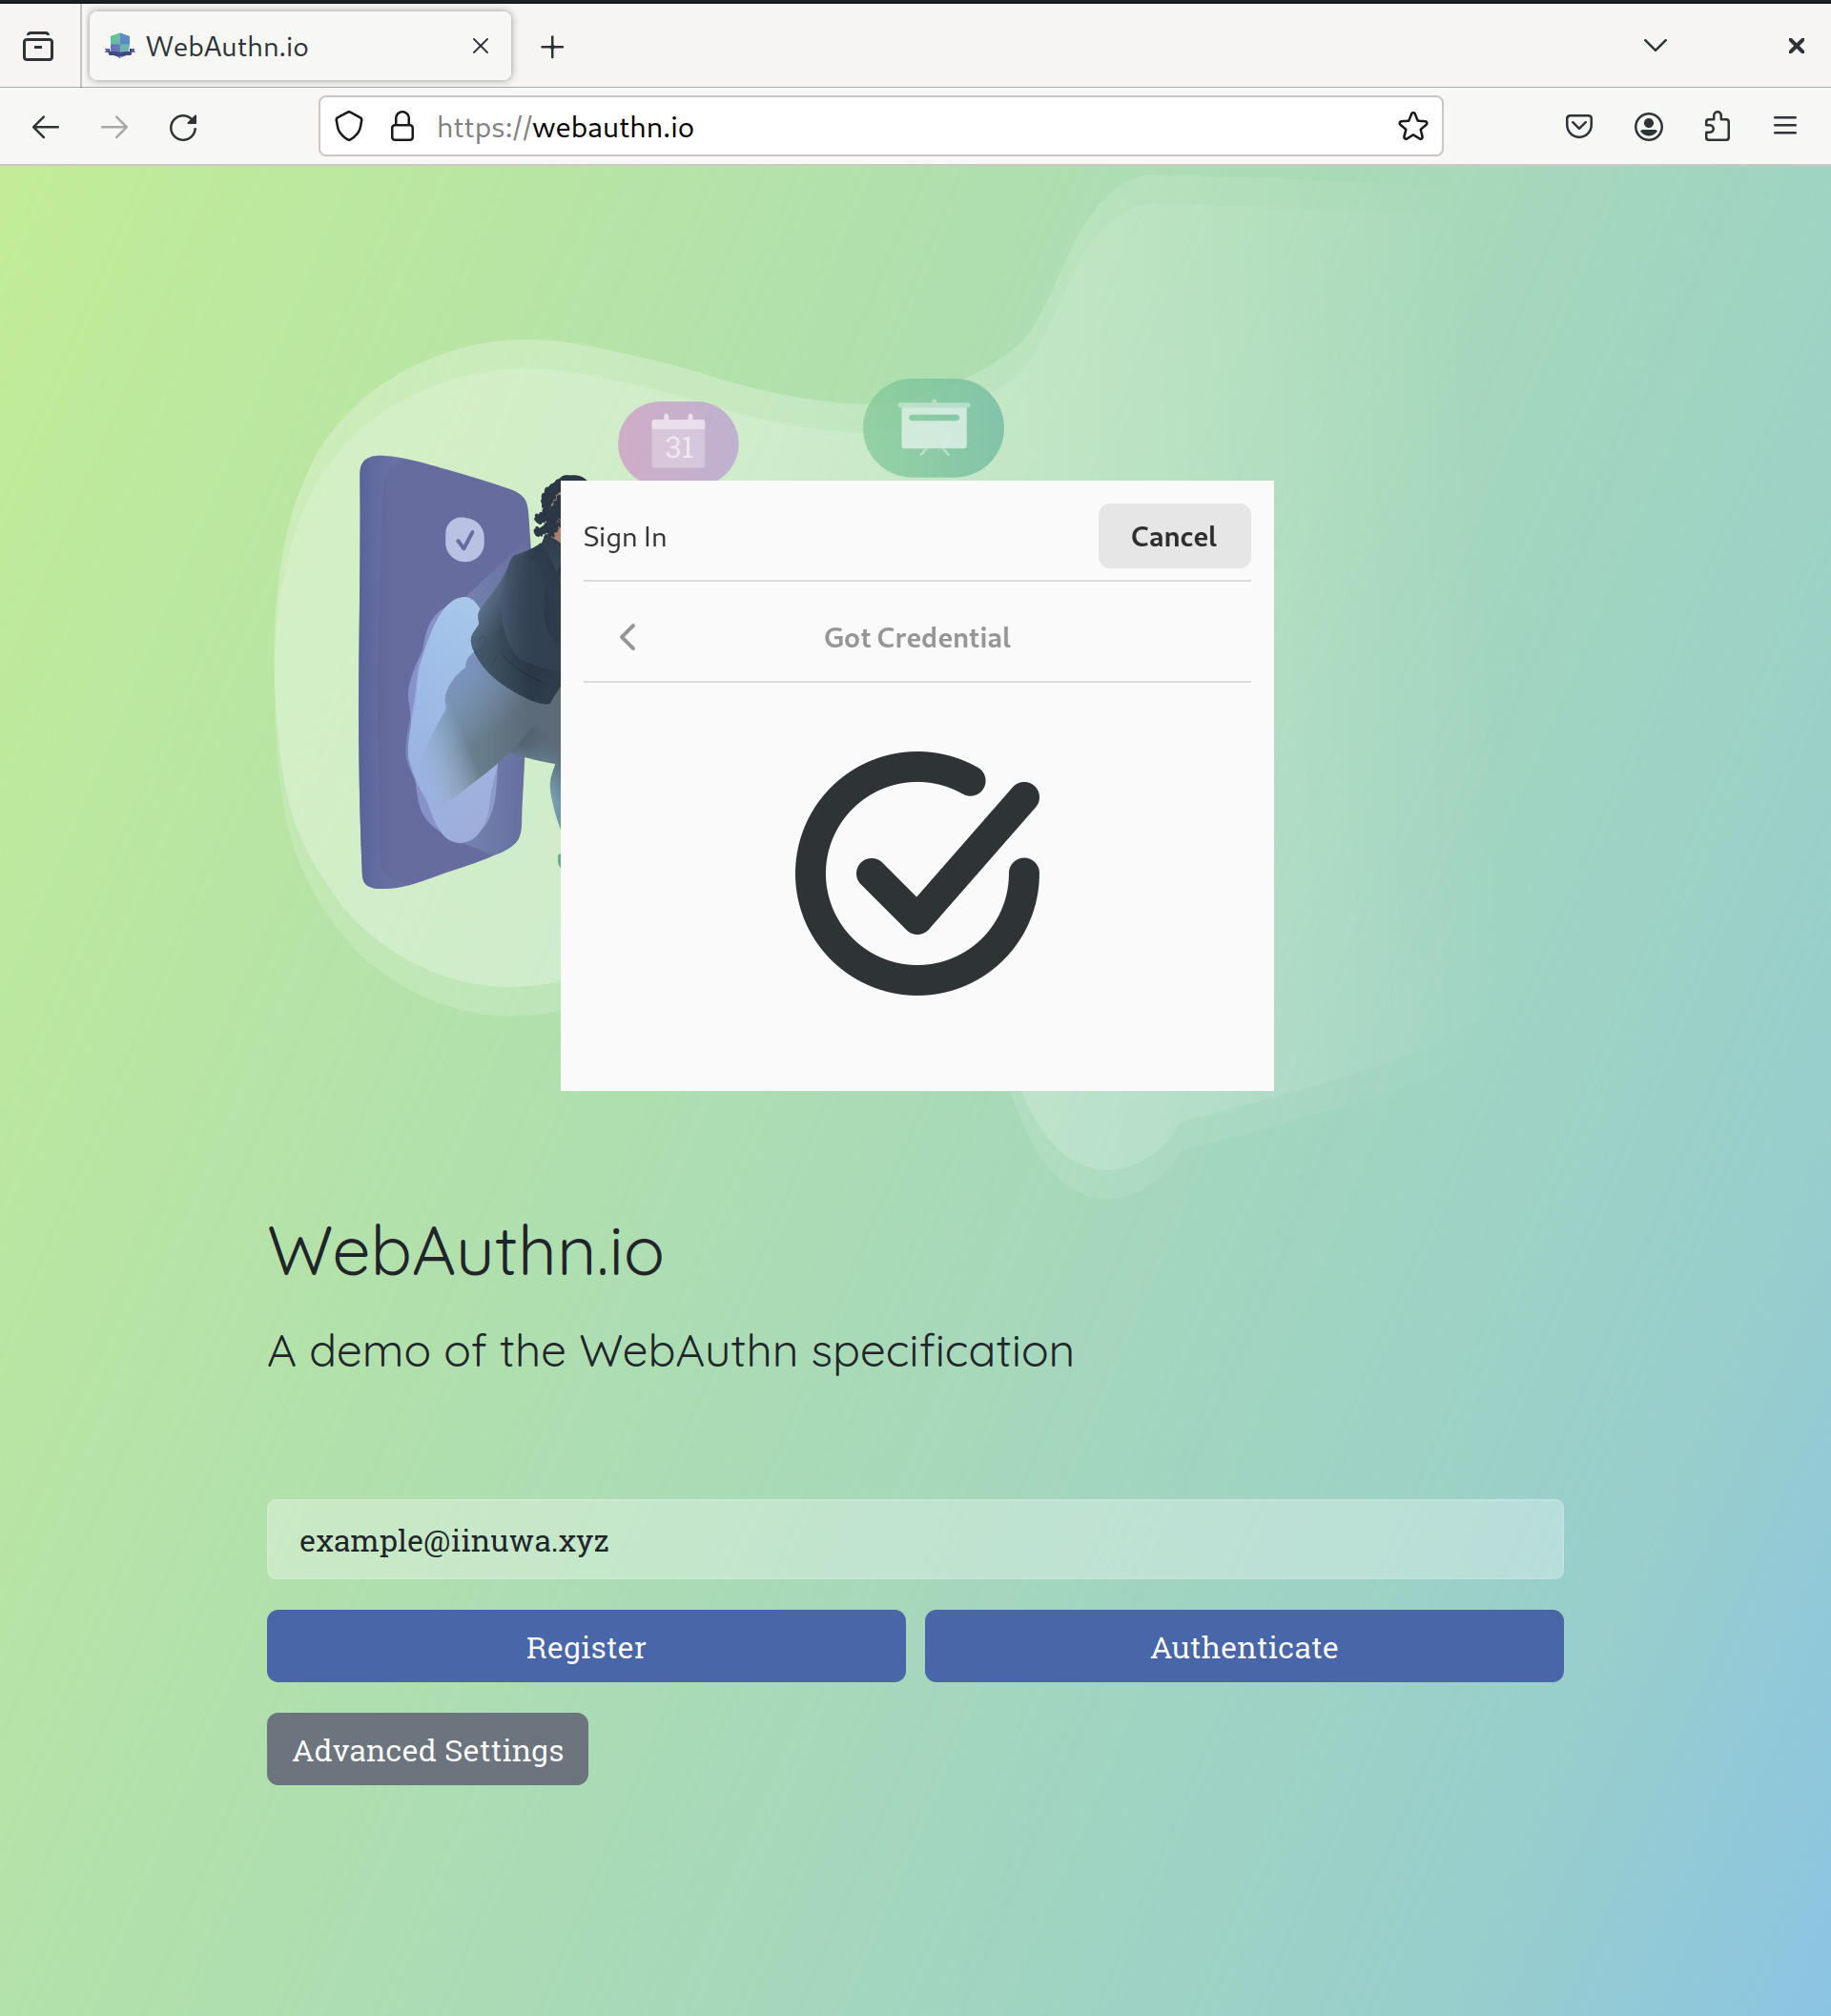 WebAuthn.io
https://webauthn.io
31
Sign In
Cancel
Got Credential
WebAuthn.io
A demo of the WebAuthn specification
example@iinuwa.xyz
Register
Authenticate
Advanced Settings